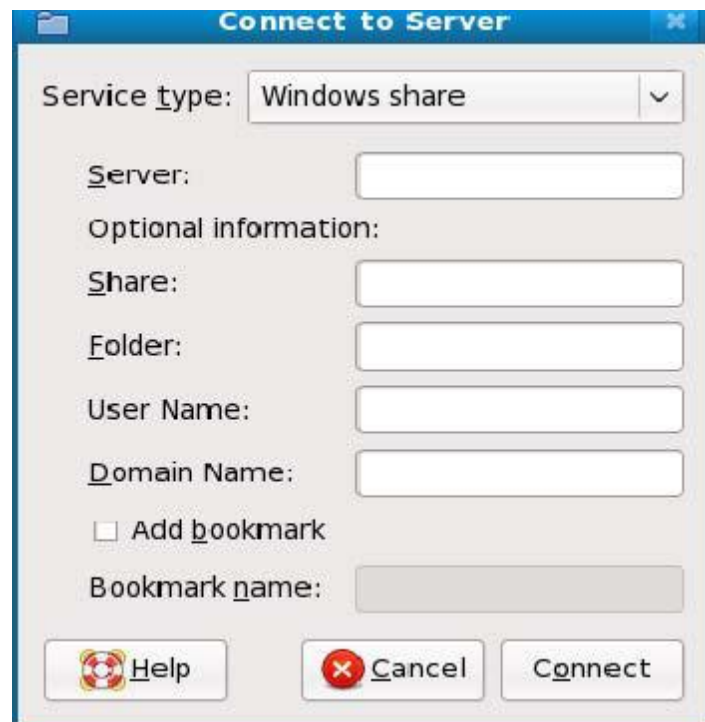 Connect to Server
Service type: Windows share
Server:
Optional information:
Share:
Folder:
User Name:
Domain Name:
Add bookmark
Bookmark name:
Help Cancel Connect